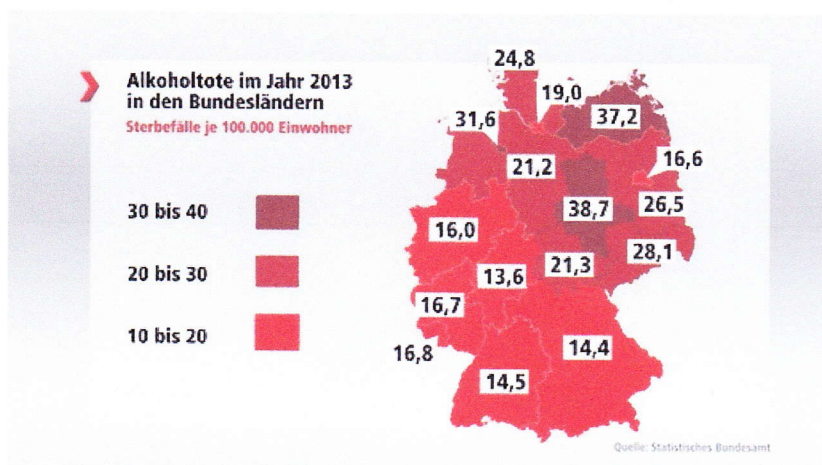 Alkoholtote im Jahr 2013
in den Bundesländern
Sterbefälle je 100.000 Einwohner
30 bis 40
20 bis 30
10 bis 20
24,8
19,0
37,2
31,6
16,6
21,2
38,7
26,5
16,0
28,1
21,3
13,6
16,7
16,8
14,4
14,5
Quelle: Statistisches Bundesamt